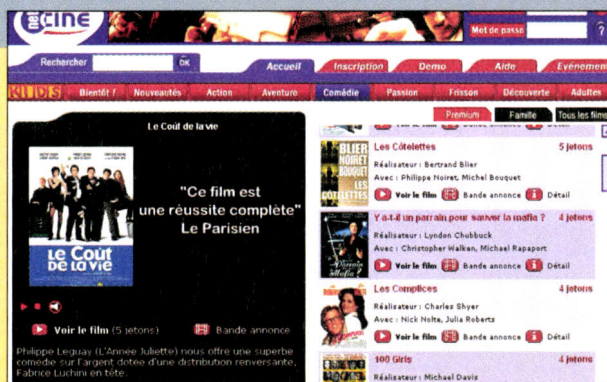 net CINE
Mot de passe
?
Rechercher
OK
Accueil
Inscription
Demo
Aide
Evénemen
KIDS
Bientôt !
Nouveautés
Action
Aventure
Comédie
Passion
Frisson
Découverte
Adultes
Premium
Famille
Tous les films
Le Coût de la vie
"Ce film est
une réussite complète"
Le Parisien
LE COÛT
DE LA VIE
Voir le film (5 jetons)
Bande annonce
Philippe Leguay (L'Année Juliette) nous offre une superbe
comédie sur l'argent dotée d'une distribution renversante,
Fabrice Luchini en tête.
BLIER
NOIRET
BOUQUET
LES
CÔTELETTES
Les Côtelettes
5 jetons
Réalisateur : Bertrand Blier
Avec : Philippe Noiret, Michel Bouquet
Voir le film
Bande annonce
Détail
Y a-t-il un parrain pour sauver la mafia ?
4 jetons
Réalisateur : Lyndon Chubbuck
Avec : Christopher Walken, Michael Rapaport
Voir le film
Bande annonce
Détail
Les Complices
4 jetons
Réalisateur : Charles Shyer
Avec : Nick Nolte, Julia Roberts
Voir le film
Bande annonce
Détail
100 Girls
4 jetons
Réalisateur : Michael Davis